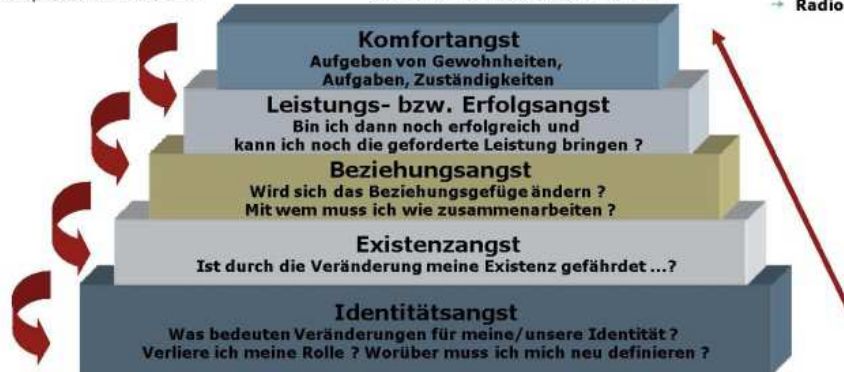 Radio
Komfortangst
Aufgeben von Gewohnheiten,
Aufgaben, Zuständigkeiten
Leistungs- bzw. Erfolgsangst
Bin ich dann noch erfolgreich und
kann ich noch die geforderte Leistung bringen ?
Beziehungsangst
Wird sich das Beziehungsgefüge ändern ?
Mit wem muss ich wie zusammenarbeiten ?
Existenzangst
Ist durch die Veränderung meine Existenz gefährdet ...?
Identitätsangst
Was bedeuten Veränderungen für meine/unsere Identität ?
Verliere ich meine Rolle ? Worüber muss ich mich neu definieren ?